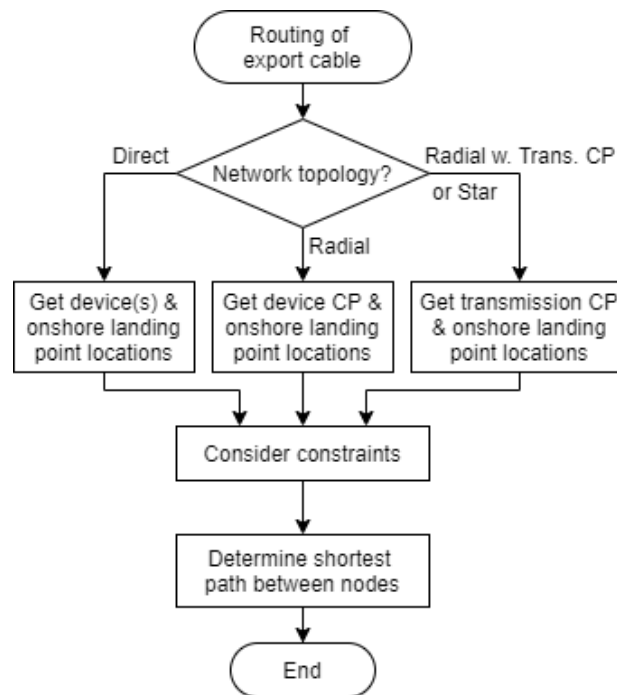 Routing of
export cable
Direct
Network topology?
Radial w. Trans. CP
or Star
Radial
Get device(s) &
onshore landing
point locations
Get device CP &
onshore landing
point locations
Get transmission CP
& onshore landing
point locations
Consider constraints
Determine shortest
path between nodes
End